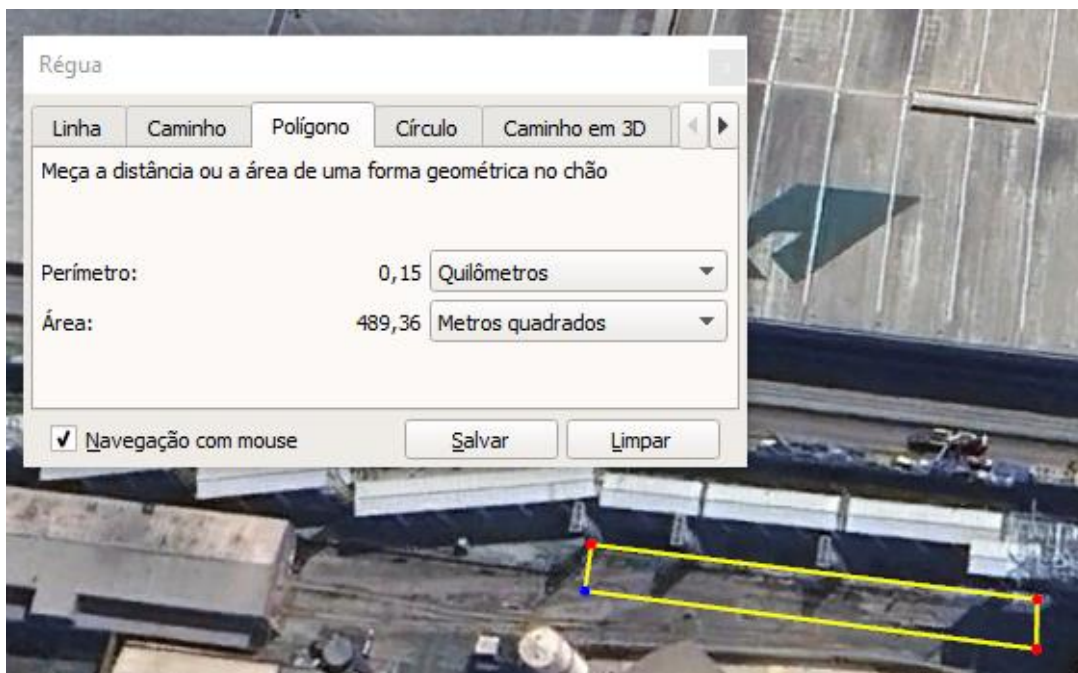 Régua
Linha Caminho Polígono Círculo Caminho em 3D
Meça a distância ou a área de uma forma geométrica no chão
Perímetro: 0,15 Quilômetros
Área: 489,36 Metros quadrados
Navegação com mouse Salvar Limpar